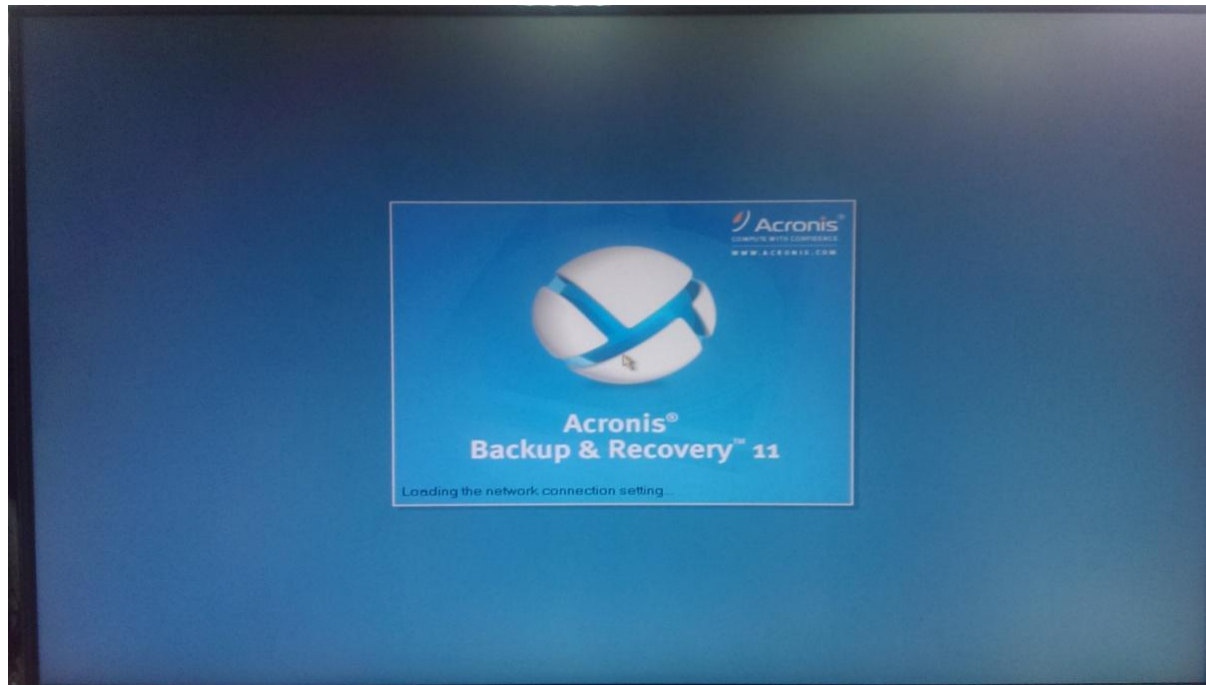 Acronis®
COMPUTE WITH CONFIDENCE
WWW.ACRONIS.COM
Acronis®
Backup & Recovery™ 11
Loading the network connection setting...